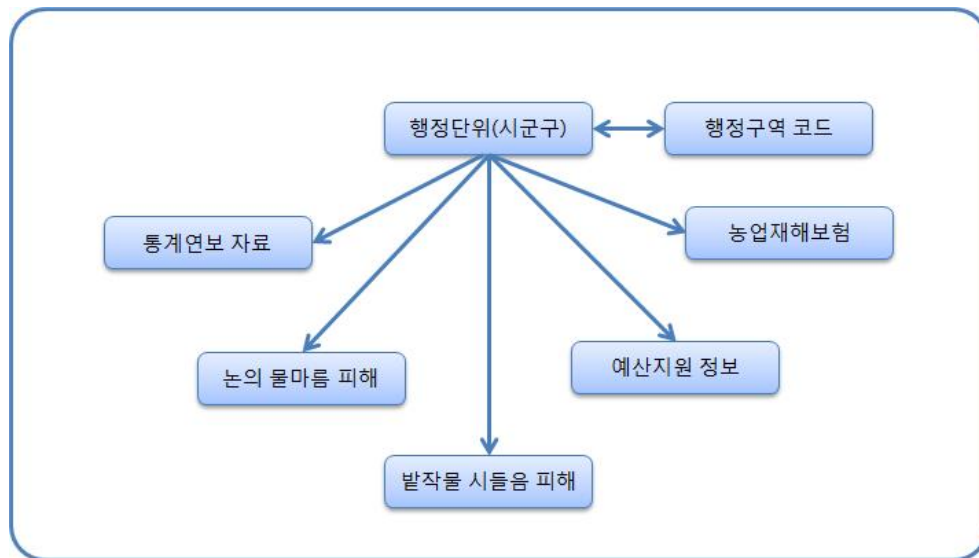 행정단위(시군구)
행정구역 코드
통계연보 자료
농업재해보험
논의 물마름 피해
예산지원 정보
밭작물 시들음 피해